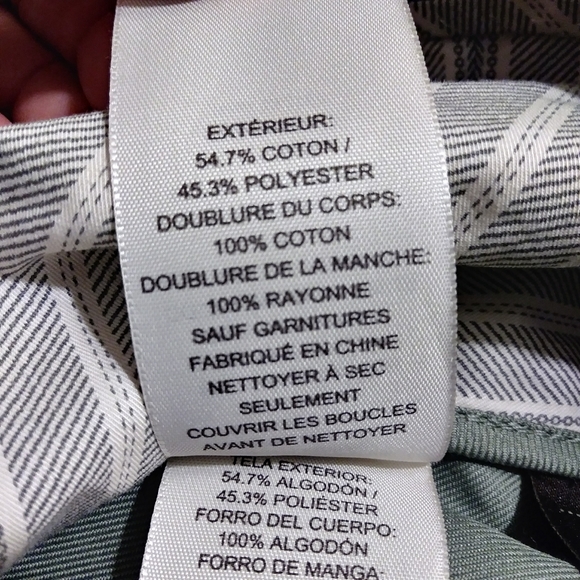 EXTÉRIEUR:
54.7% COTON /
45.3% POLYESTER
DOUBLURE DU CORPS:
100% COTON
DOUBLURE DE LA MANCHE:
100% RAYONNE
SAUF GARNITURES
FABRIQUÉ EN CHINE
NETTOYER À SEC
SEULEMENT
COUVRIR LES BOUCLES
AVANT DE NETTOYER
TELA EXTERIOR:
54.7% ALGODÓN /
45.3% POLIÉSTER
FORRO DEL CUERPO:
100% ALGODÓN
FORRO DE MANGA: